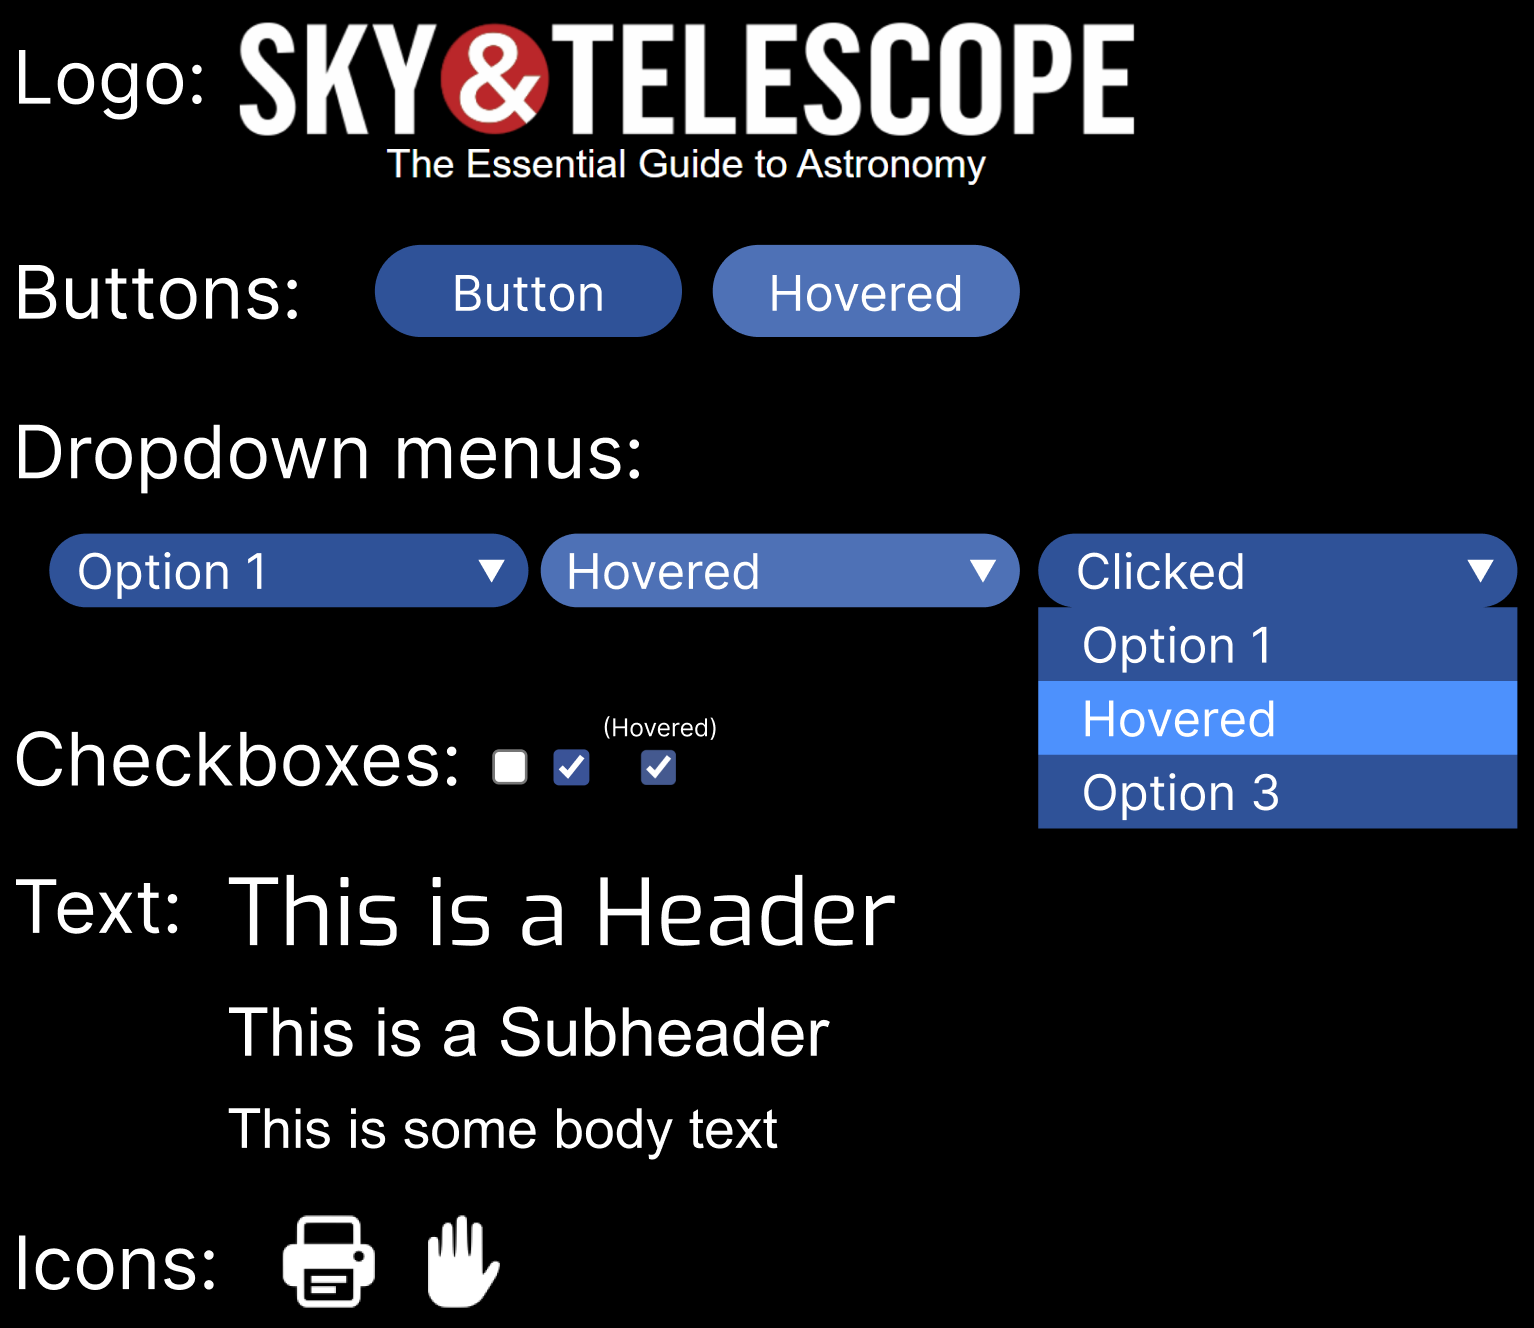 Logo: SKY&TELESCOPE
The Essential Guide to Astronomy
Buttons: Button Hovered
Dropdown menus:
Option 1 ▼ Hovered ▼ Clicked ▼
Option 1
Hovered
Option 3
(Hovered)
Checkboxes:
Text: This is a Header
This is a Subheader
This is some body text
Icons: